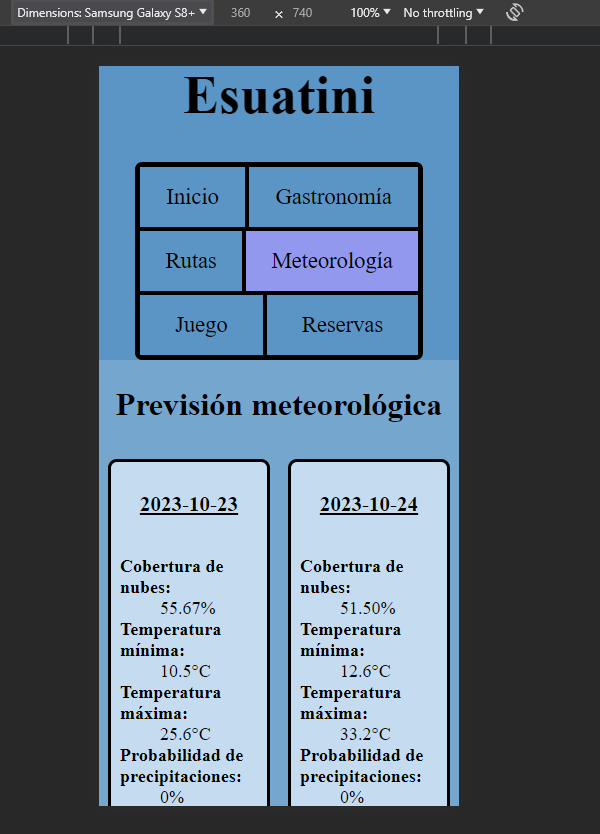 Dimensions: Samsung Galaxy S8+ 360 × 740 100% No throttling
Esuatini
Inicio Gastronomía
Rutas Meteorología
Juego Reservas
Previsión meteorológica
2023-10-23
Cobertura de
nubes:
55.67%
Temperatura
mínima:
10.5°C
Temperatura
máxima:
25.6°C
Probabilidad de
precipitaciones:
0%
2023-10-24
Cobertura de
nubes:
51.50%
Temperatura
mínima:
12.6°C
Temperatura
máxima:
33.2°C
Probabilidad de
precipitaciones:
0%